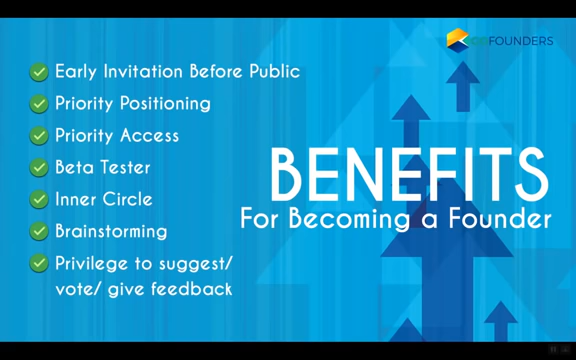 FOUNDERS
Early Invitation Before Public
Priority Positioning
Priority Access
Beta Tester
Inner Circle
Brainstorming
Privilege to suggest/
vote/ give feedback
BENEFITS
For Becoming a Founder